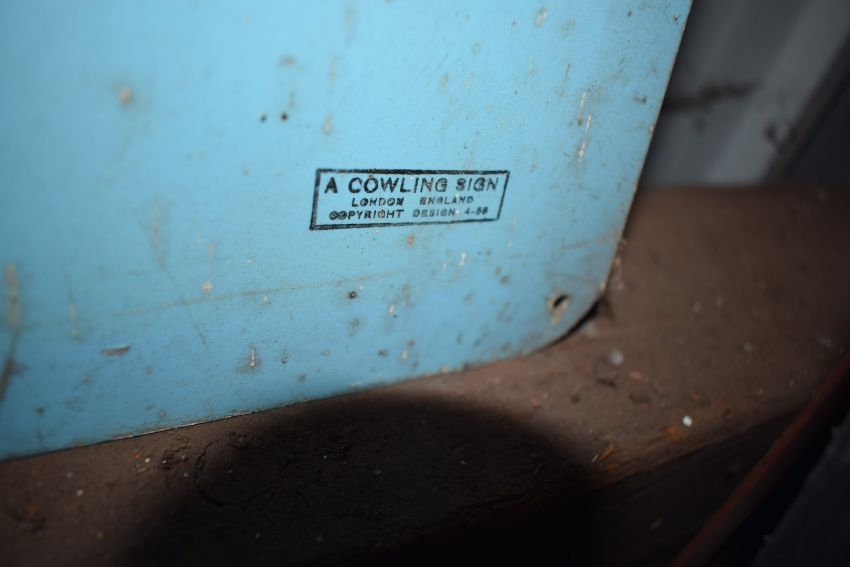 A COWLING SIGN
LONDON ENGLAND
COPYRIGHT DESIGN 4-58